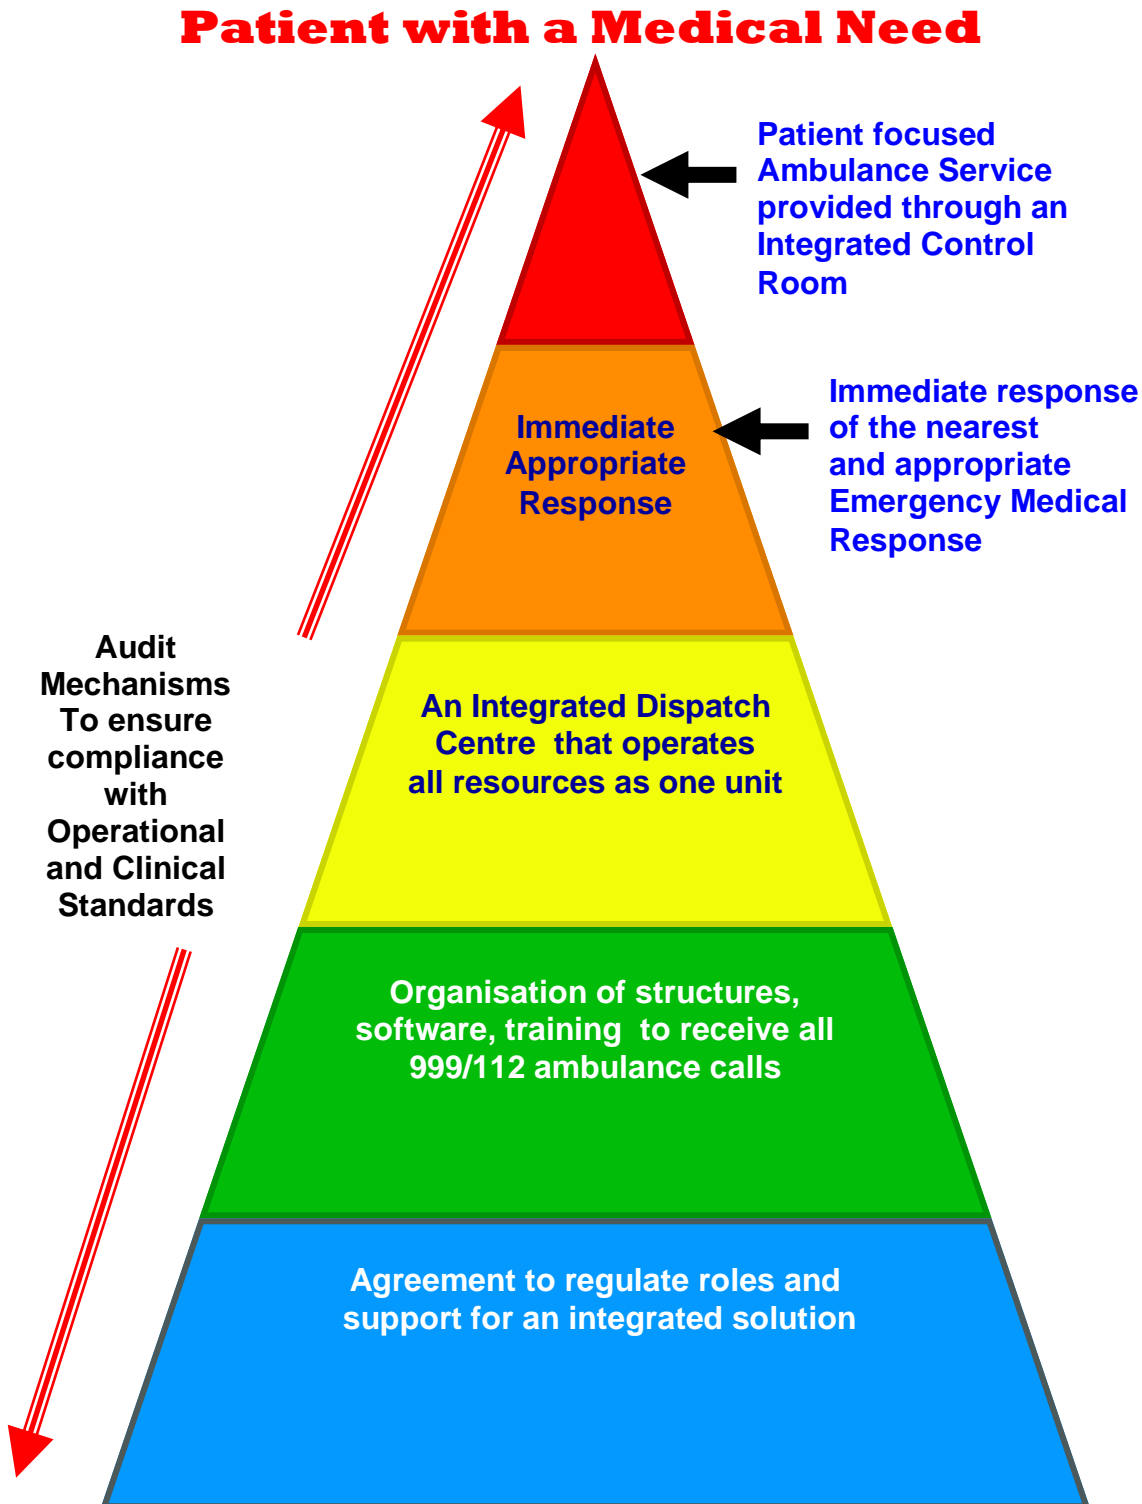 Patient with a Medical Need
Patient focused
Ambulance Service
provided through an
Integrated Control
Room
Immediate
Appropriate
Response
Immediate response
of the nearest
and appropriate
Emergency Medical
Response
Audit
Mechanisms
To ensure
compliance
with
Operational
and Clinical
Standards
An Integrated Dispatch
Centre that operates
all resources as one unit
Organisation of structures,
software, training to receive all
999/112 ambulance calls
Agreement to regulate roles and
support for an integrated solution